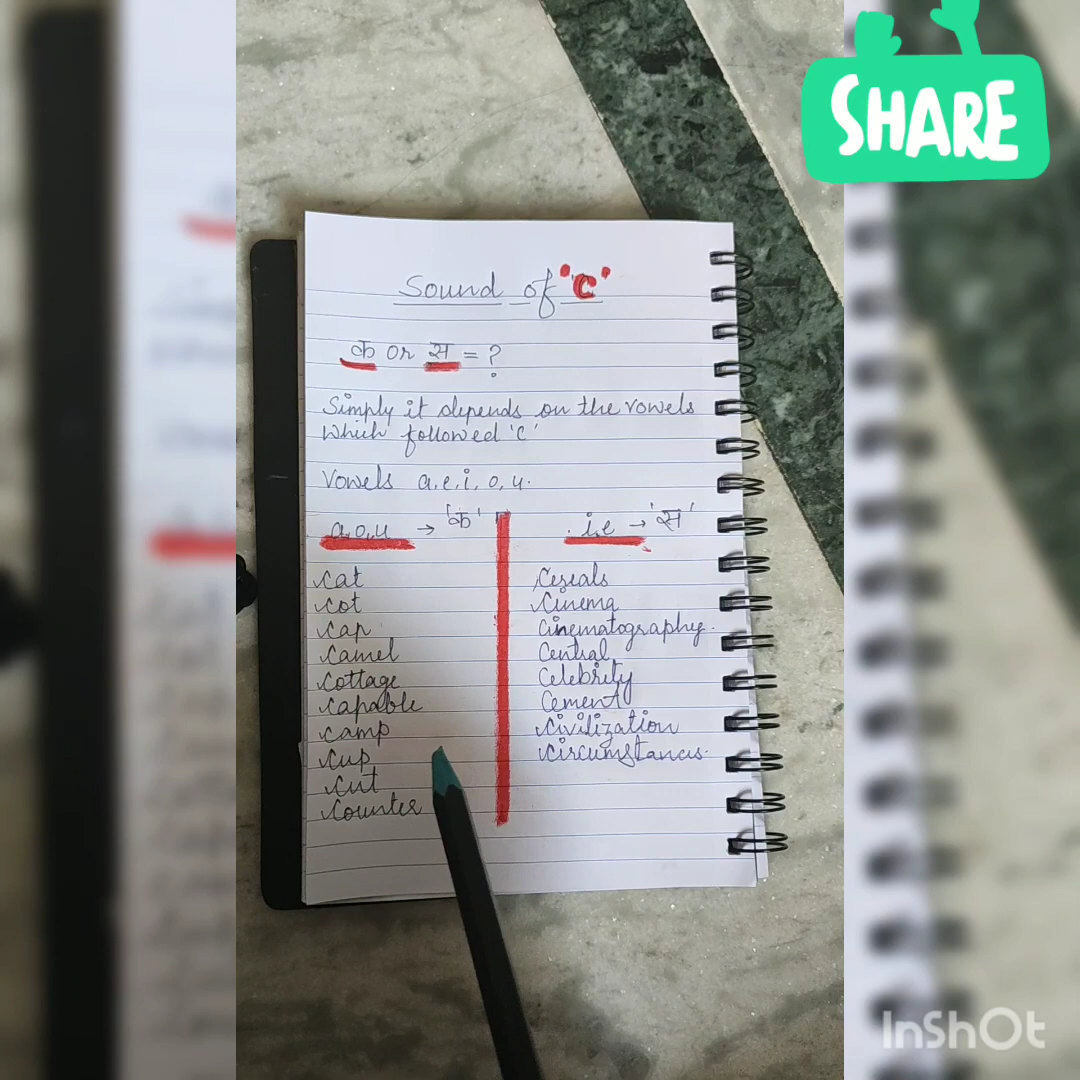 SHARE
Sound of 'C'
क or स = ?
Simply it depends on the vowels
which followed 'C'
Vowels a, e, i, o, u.
a, o, u → 'क'
i, e → 'स'
Cat
Cot
Cap
Camel
Cottage
Capable
Camp
Cup
Cut
Counter
Cereals
Cinema
Cinematography.
Central
Celebrity
Cement
Civilization
Circumstances.
InShOt